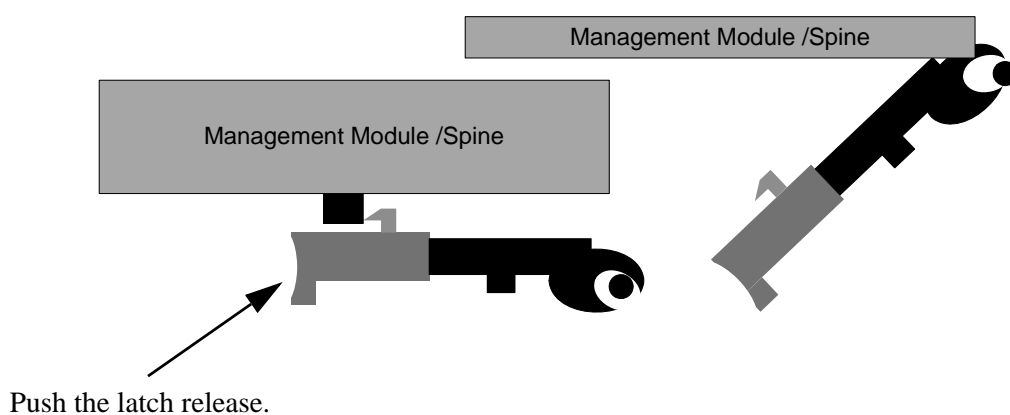 Management Module /Spine
Management Module /Spine
Push the latch release.